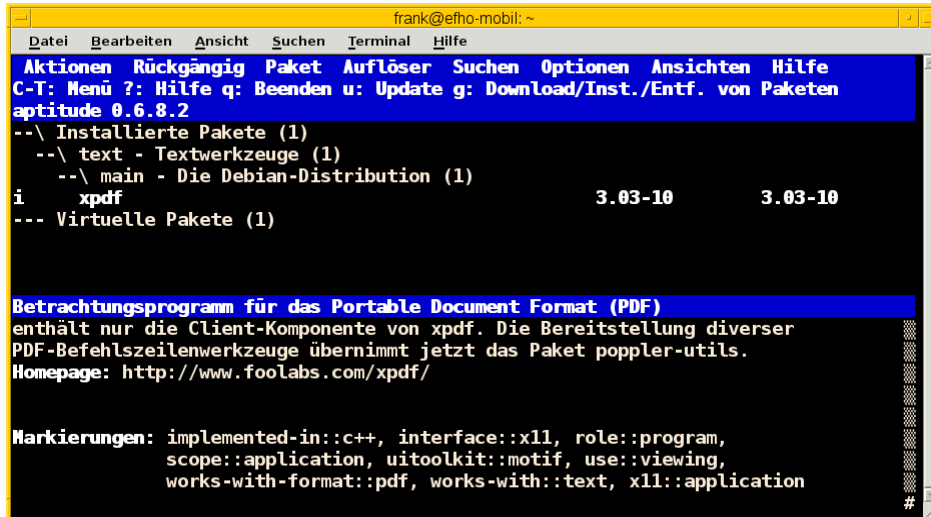 frank@efho-mobil: ~
Datei Bearbeiten Ansicht Suchen Terminal Hilfe
Aktionen Rückgängig Paket Auflöser Suchen Optionen Ansichten Hilfe
C-T: Menü ?: Hilfe q: Beenden u: Update g: Download/Inst./Entf. von Paketen
aptitude 0.6.8.2
--\ Installierte Pakete (1)
--\ text - Textwerkzeuge (1)
--\ main - Die Debian-Distribution (1)
i xpdf 3.03-10 3.03-10
--- Virtuelle Pakete (1)
Betrachtungsprogramm für das Portable Document Format (PDF)
enthält nur die Client-Komponente von xpdf. Die Bereitstellung diverser
PDF-Befehlszeilenwerkzeuge übernimmt jetzt das Paket poppler-utils.
Homepage: http://www.foolabs.com/xpdf/
Markierungen: implemented-in::c++, interface::x11, role::program,
scope::application, uitoolkit::motif, use::viewing,
works-with-format::pdf, works-with::text, x11::application
#